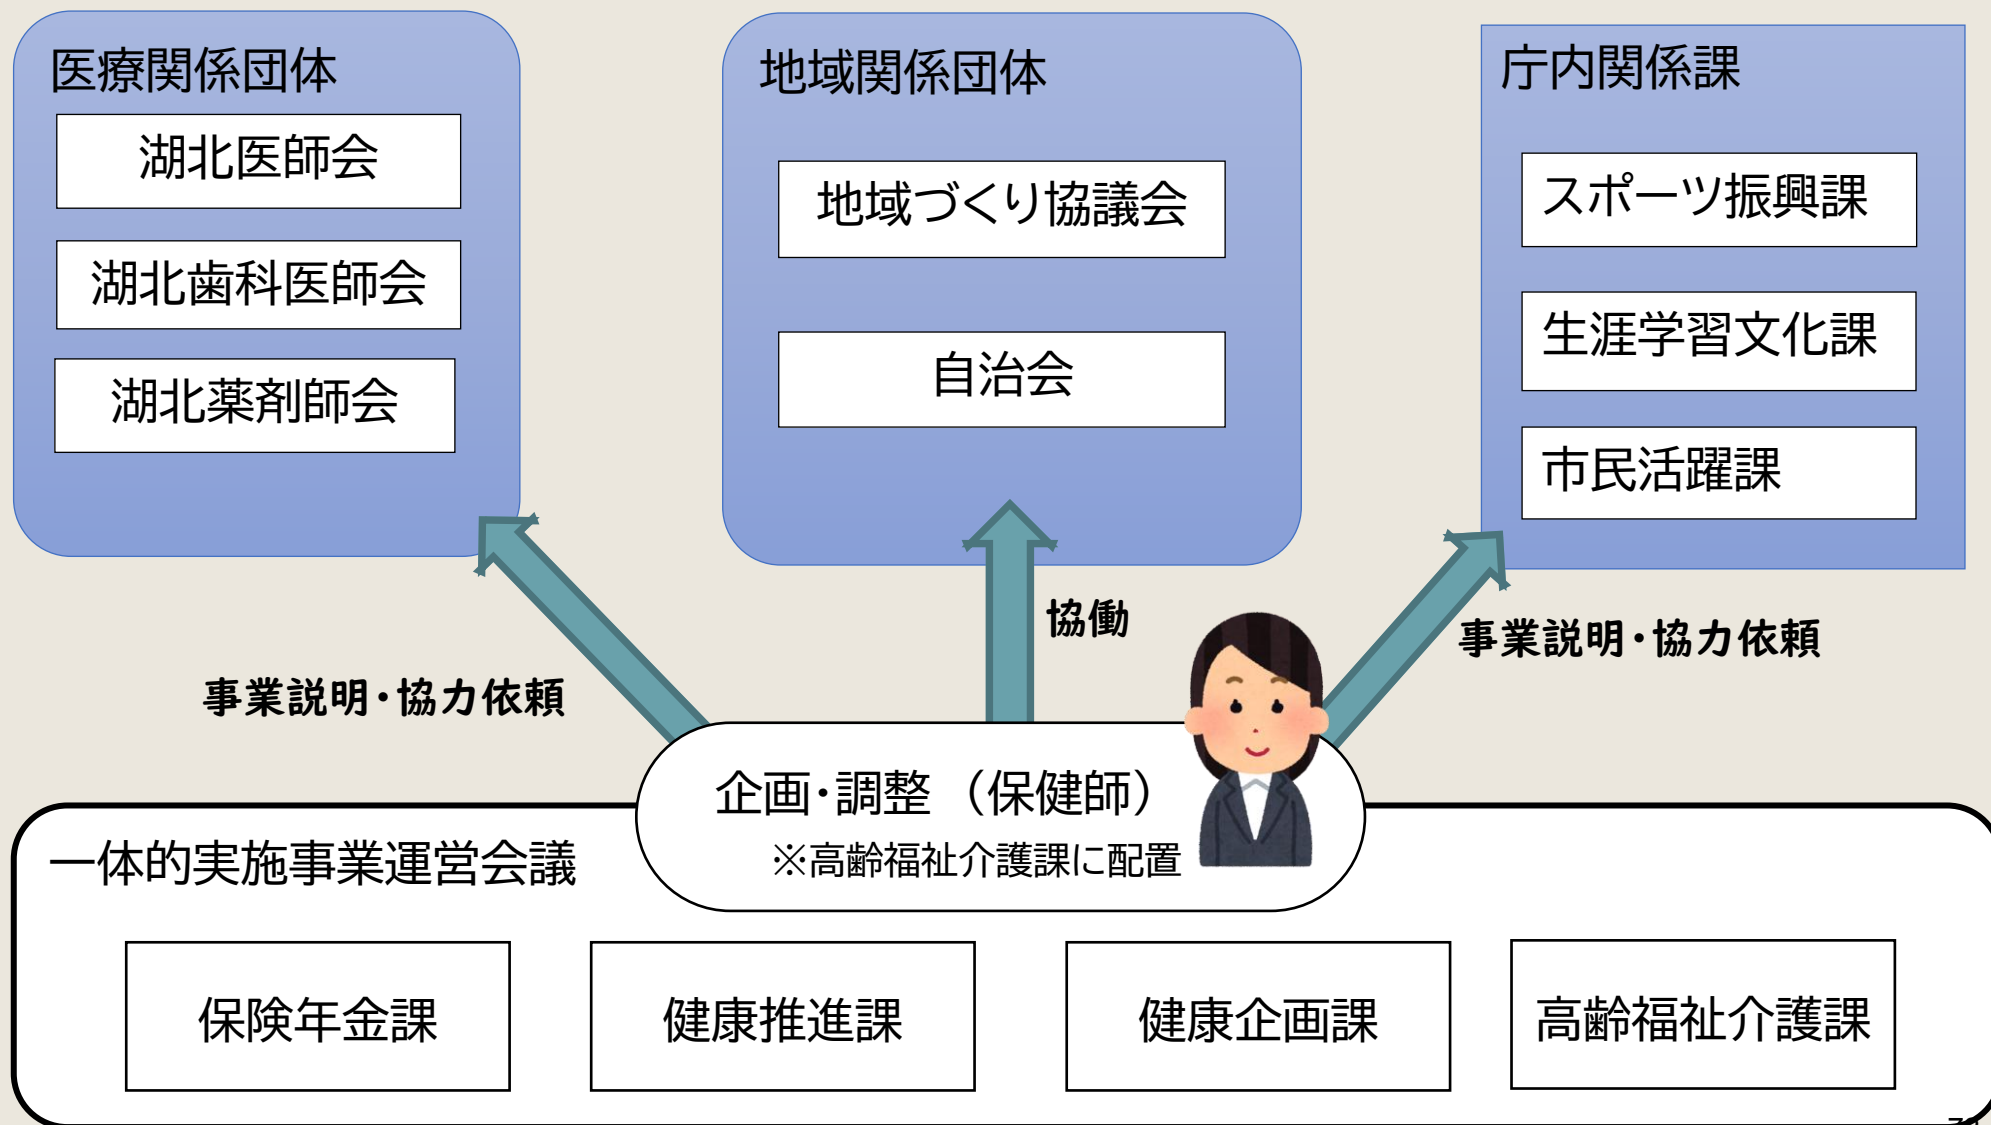 医療関係団体
湖北医師会
湖北歯科医師会
湖北薬剤師会
地域関係団体
地域づくり協議会
自治会
庁内関係課
スポーツ振興課
生涯学習文化課
市民活躍課
事業説明・協力依頼
協働
事業説明・協力依頼
企画・調整（保健師）
※高齢福祉介護課に配置
一体的実施事業運営会議
保険年金課
健康推進課
健康企画課
高齢福祉介護課